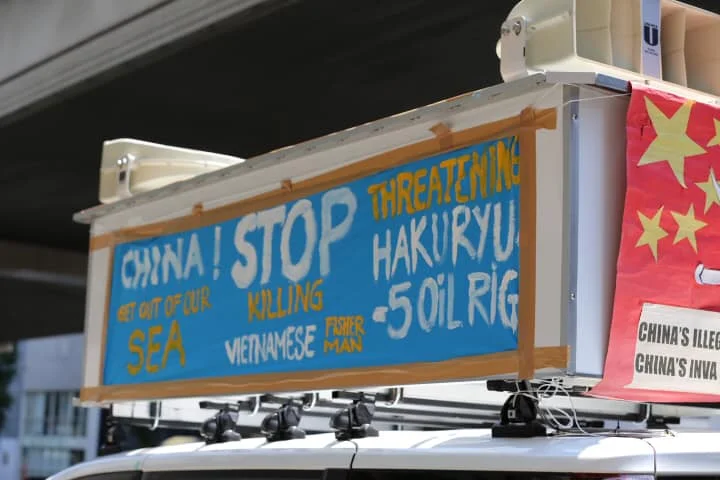 CHINA!
GET OUT OF OUR
SEA
STOP
KILLING
VIETNAMESE FISHER
MAN
THREATENING
HAKURYU
-5 OIL RIG
U
CHINA'S ILLEG
CHINA'S INVA